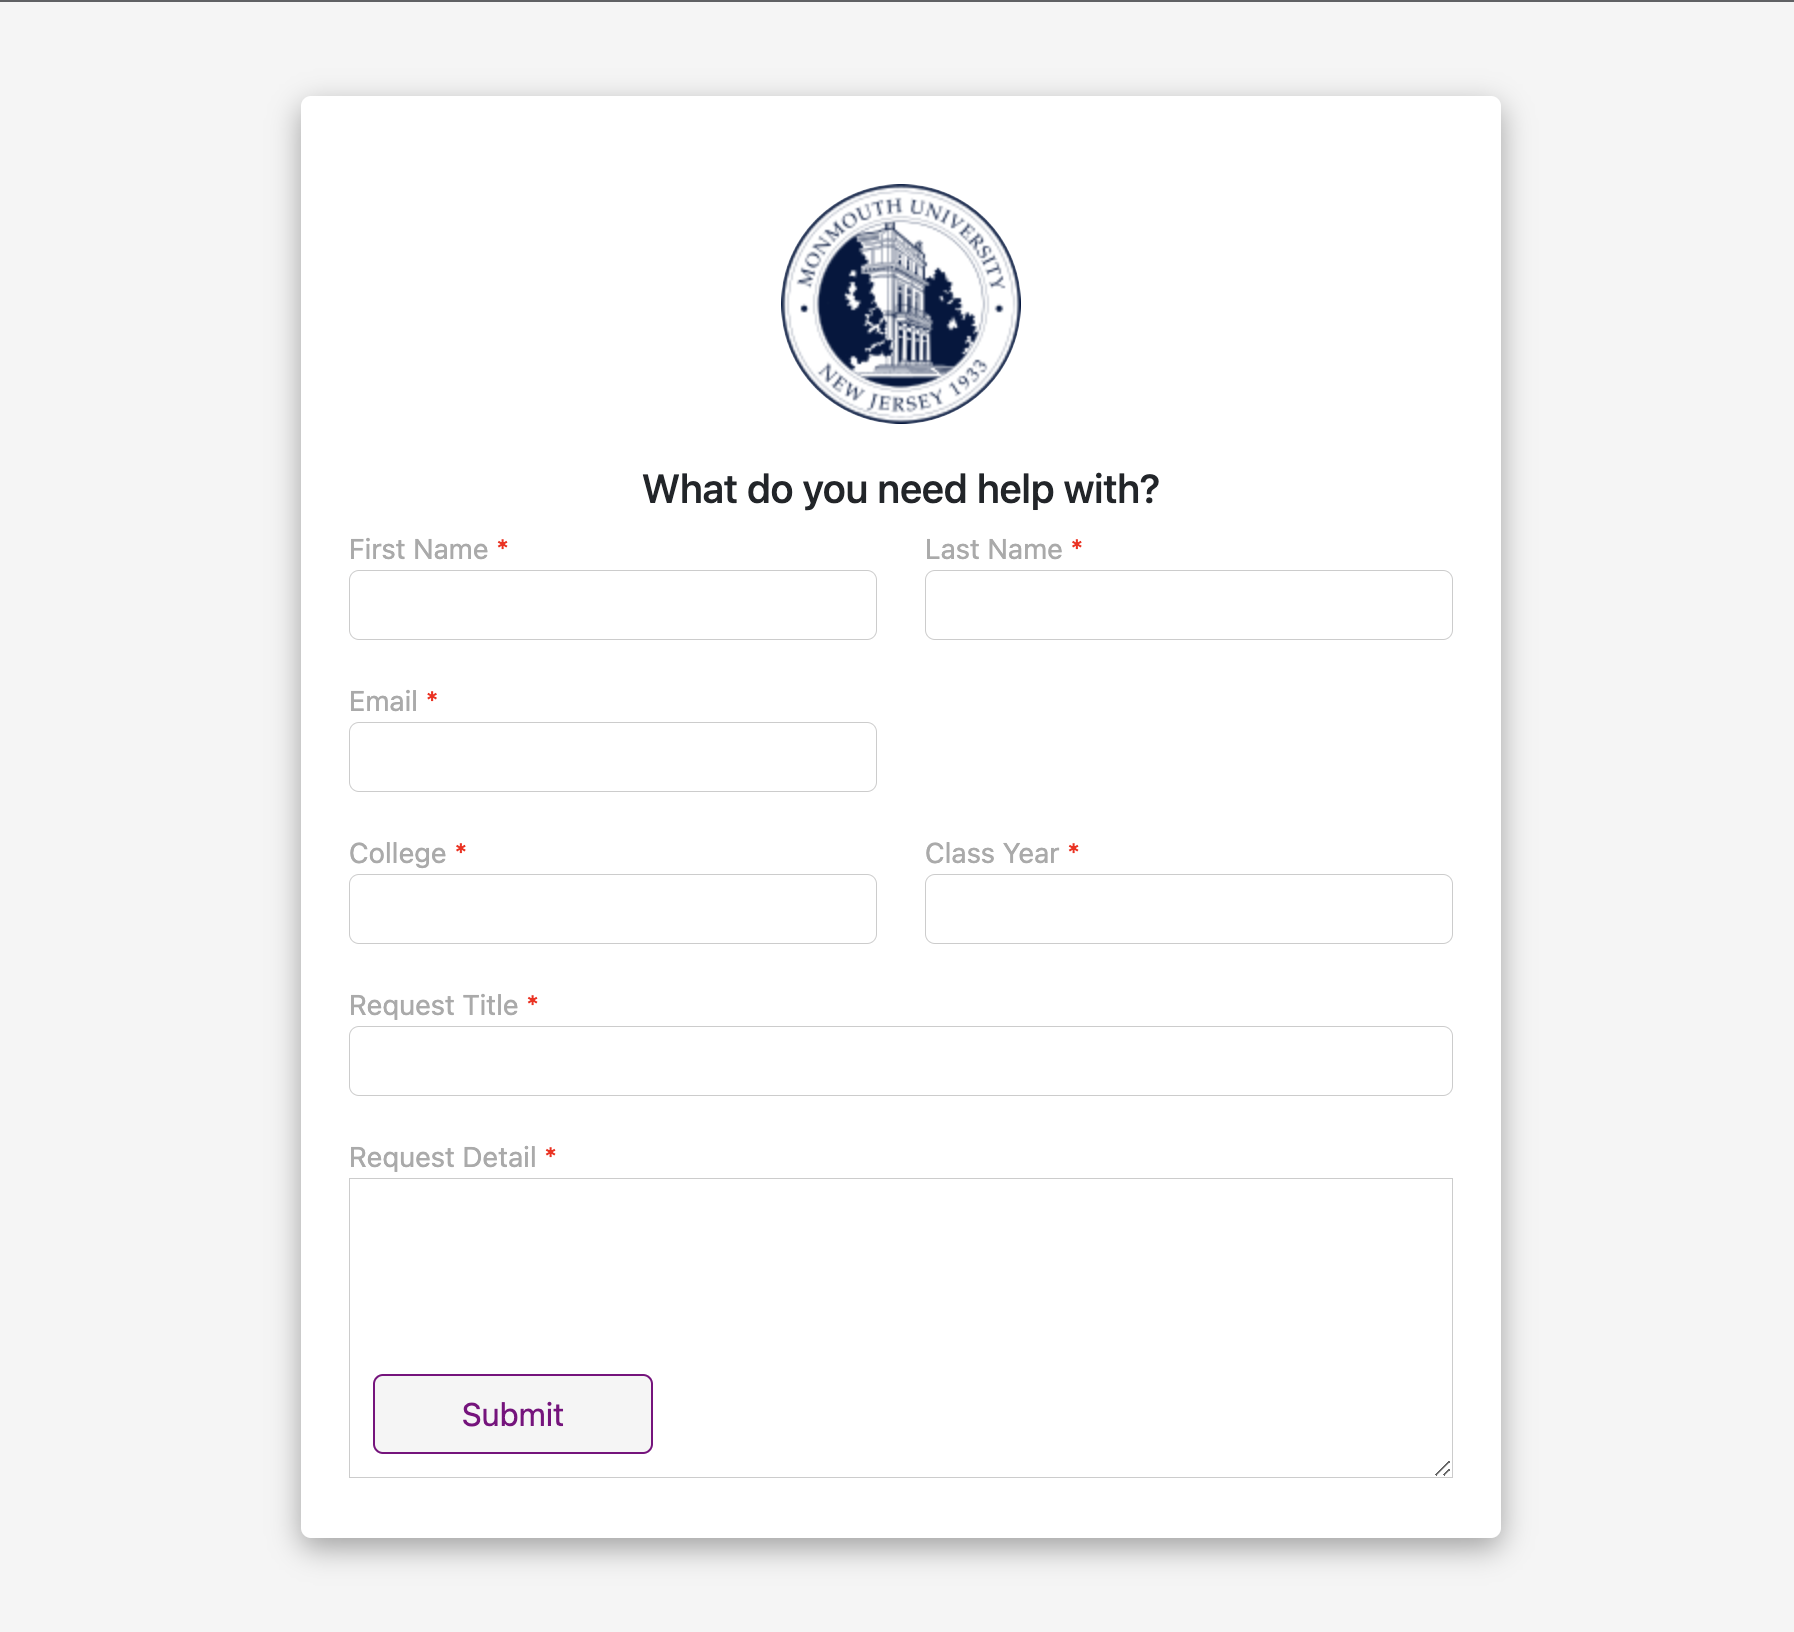 MONMOUTH UNIVERSITY
NEW JERSEY 1933
What do you need help with?
First Name *
Last Name *
Email *
College *
Class Year *
Request Title *
Request Detail *
Submit